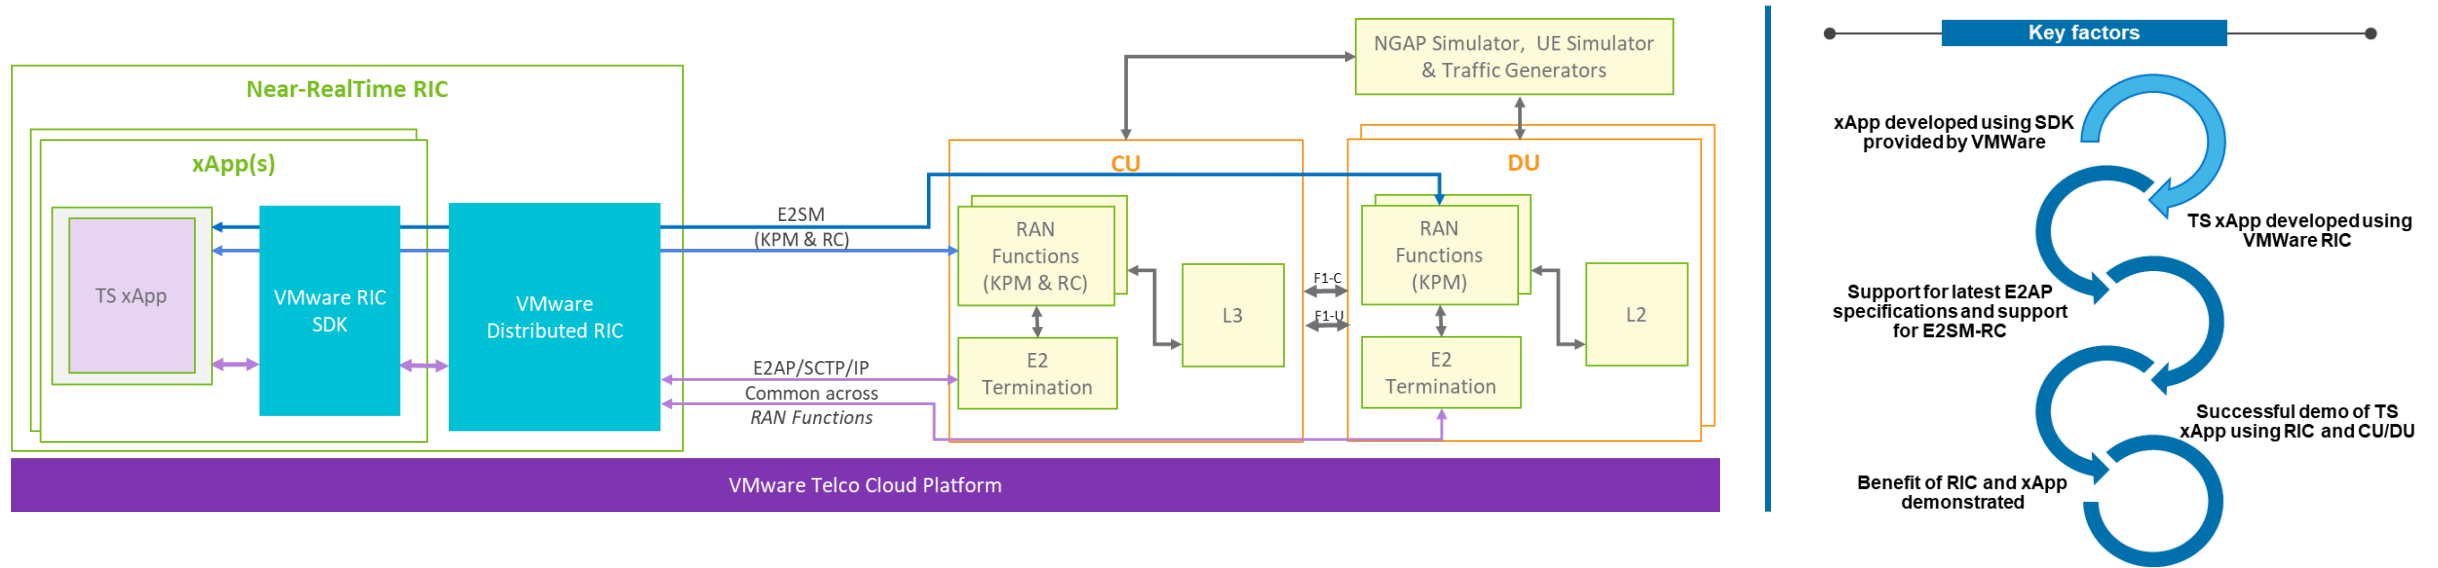 NGAP Simulator, UE Simulator
& Traffic Generators
Near-RealTime RIC
xApp(s)
TS xApp
VMware RIC
SDK
VMware
Distributed RIC
E2SM
(KPM & RC)
E2AP/SCTP/IP
Common across
RAN Functions
CU
RAN
Functions
(KPM & RC)
E2
Termination
L3
F1-C
F1-U
DU
RAN
Functions
(KPM)
E2
Termination
L2
VMware Telco Cloud Platform
Key factors
xApp developed using SDK
provided by VMWare
TS xApp developed using
VMWare RIC
Support for latest E2AP
specifications and support
for E2SM-RC
Successful demo of TS
xApp using RIC and CU/DU
Benefit of RIC and xApp
demonstrated